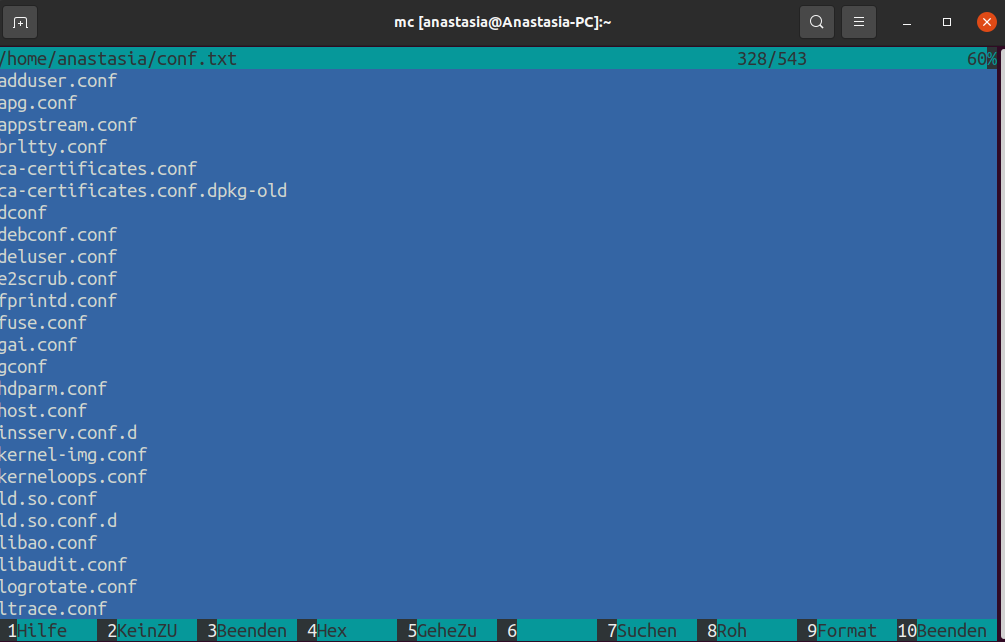 mc [anastasia@Anastasia-PC]:~
/home/anastasia/conf.txt 328/543 60%
adduser.conf
apg.conf
appstream.conf
brltty.conf
ca-certificates.conf
ca-certificates.conf.dpkg-old
dconf
debconf.conf
deluser.conf
e2scrub.conf
fprintd.conf
fuse.conf
gai.conf
gconf
hdparm.conf
host.conf
insserv.conf.d
kernel-img.conf
kerneloops.conf
ld.so.conf
ld.so.conf.d
libao.conf
libaudit.conf
logrotate.conf
ltrace.conf
1Hilfe 2KeinZU 3Beenden 4Hex 5GeheZu 6 7Suchen 8Roh 9Format 10Beenden